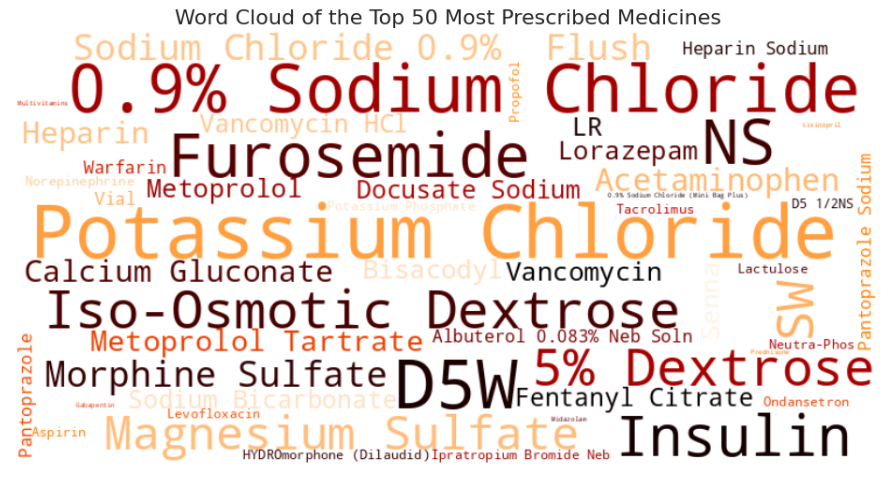 Word Cloud of the Top 50 Most Prescribed Medicines
Sodium Chloride 0.9% Flush
Heparin Sodium
0.9% Sodium Chloride
Propofol
Multivitamins
Heparin
Vancomycin HCl
LR
NS
Lisinopril
Furosemide
Lorazepam
Warfarin
Norepinephrine
Metoprolol
Docusate Sodium
Acetaminophen
Vial
Potassium Phosphate
0.9% Sodium Chloride (Mini Bag Plus)
Tacrolimus
D5 1/2NS
Pantoprazole Sodium
Potassium Chloride
Calcium Gluconate
Bisacodyl
Vancomycin
Senna
Lactulose
SW
Iso-Osmotic Dextrose
Metoprolol Tartrate
Albuterol 0.083% Neb Soln
Neutra-Phos
Prednisone
Pantoprazole
Morphine Sulfate
D5W
5% Dextrose
Sodium Bicarbonate
Fentanyl Citrate
Ondansetron
Gabapentin
Levofloxacin
Midazolam
Aspirin
Magnesium Sulfate
Insulin
HYDROmorphone (Dilaudid)
Ipratropium Bromide Neb